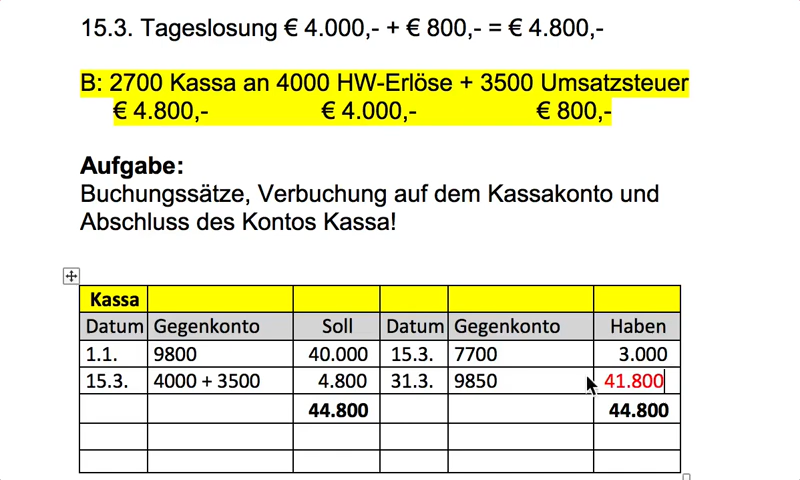 15.3. Tageslosung € 4.000,- + € 800,- = € 4.800,-
B: 2700 Kassa an 4000 HW-Erlöse + 3500 Umsatzsteuer
€ 4.800,- € 4.000,- € 800,-
Aufgabe:
Buchungssätze, Verbuchung auf dem Kassakonto und
Abschluss des Kontos Kassa!
Kassa
Datum Gegenkonto Soll Datum Gegenkonto Haben
1.1. 9800 40.000 15.3. 7700 3.000
15.3. 4000 + 3500 4.800 31.3. 9850 41.800
44.800 44.800